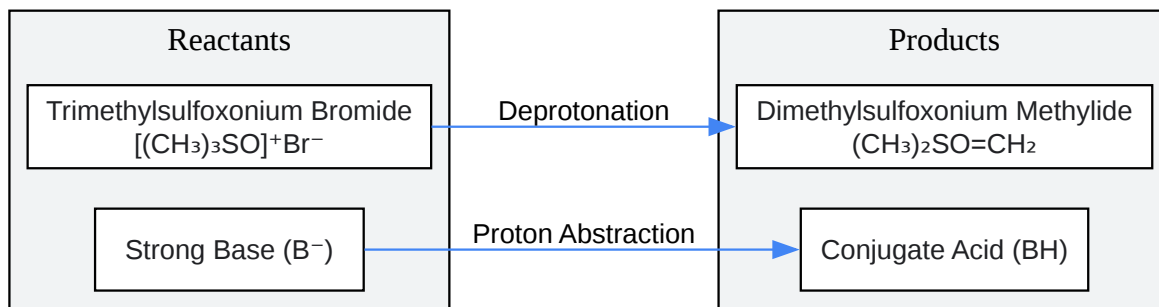 Reactants
Products
Trimethylsulfoxonium Bromide
[(CH₃)₃SO]⁺Br⁻
Deprotonation
Dimethylsulfoxonium Methylide
(CH₃)₂SO=CH₂
Strong Base (B⁻)
Proton Abstraction
Conjugate Acid (BH)